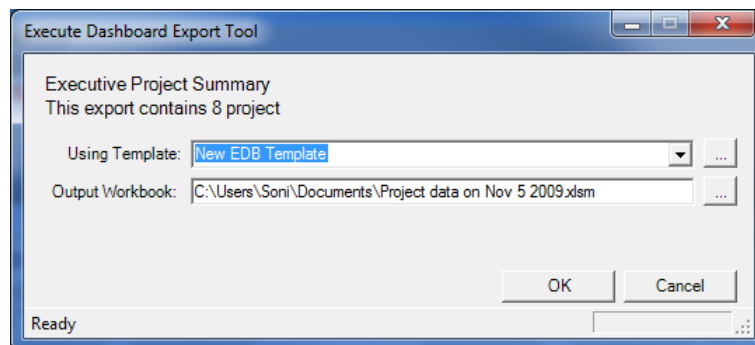 Execute Dashboard Export Tool
Executive Project Summary
This export contains 8 project
Using Template: New EDB Template ...
Output Workbook: C:\Users\Soni\Documents\Project data on Nov 5 2009.xlsm ...
OK Cancel
Ready